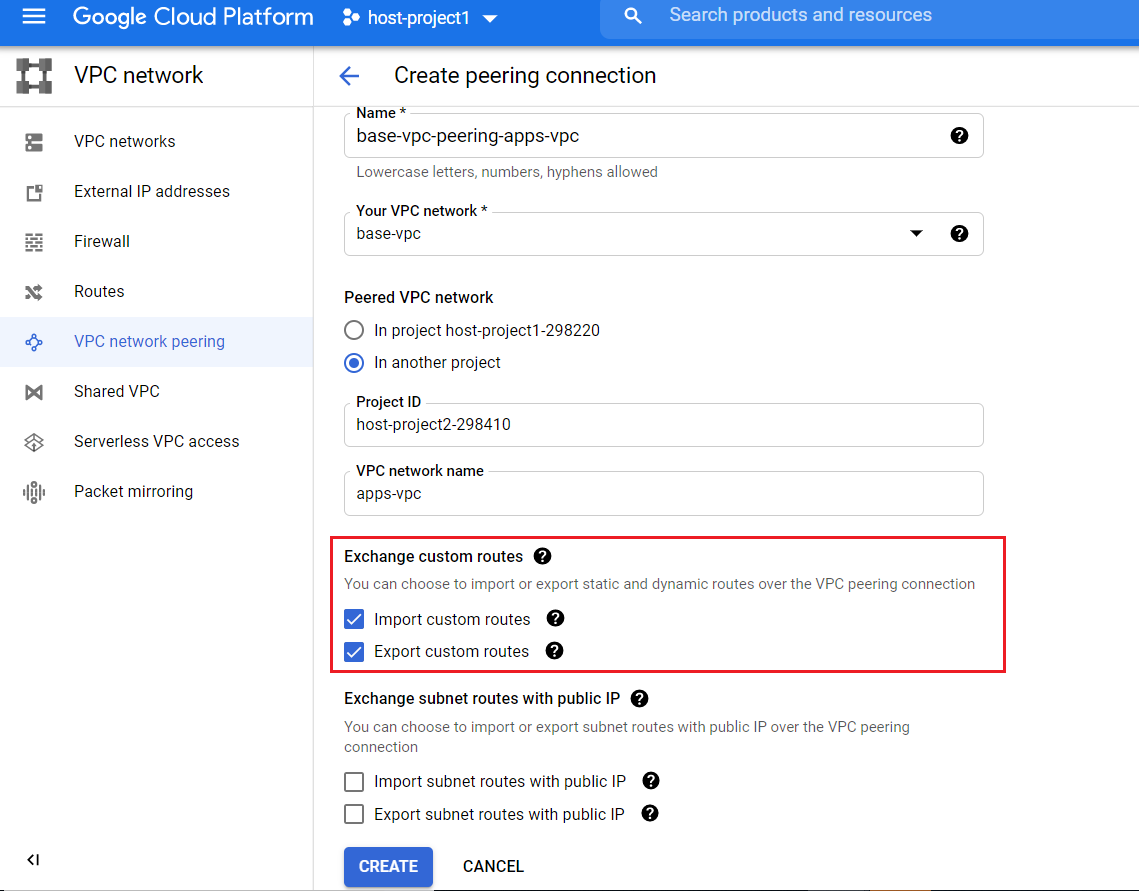 Google Cloud Platform
host-project1
Search products and resources
VPC network
Create peering connection
VPC networks
External IP addresses
Firewall
Routes
VPC network peering
Shared VPC
Serverless VPC access
Packet mirroring
Name *
base-vpc-peering-apps-vpc
Lowercase letters, numbers, hyphens allowed
Your VPC network *
base-vpc
Peered VPC network
In project host-project1-298220
In another project
Project ID
host-project2-298410
VPC network name
apps-vpc
Exchange custom routes
You can choose to import or export static and dynamic routes over the VPC peering connection
Import custom routes
Export custom routes
Exchange subnet routes with public IP
You can choose to import or export subnet routes with public IP over the VPC peering
connection
Import subnet routes with public IP
Export subnet routes with public IP
CREATE
CANCEL